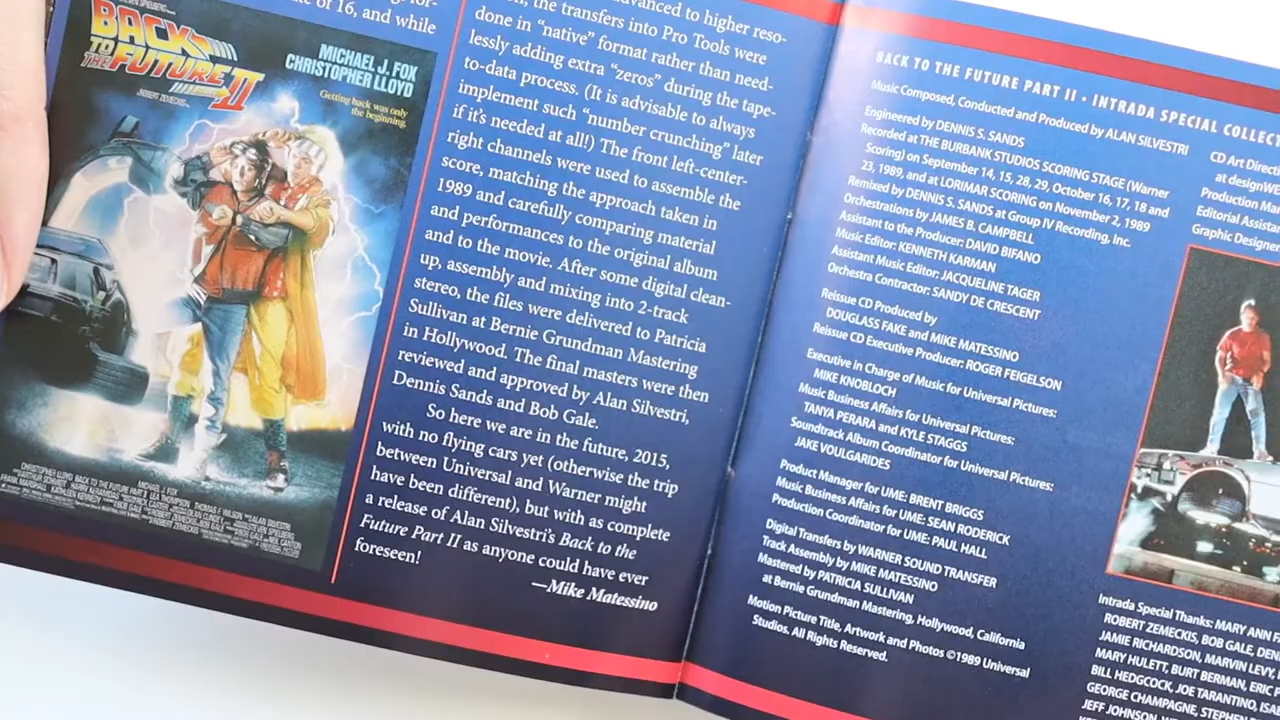 STEVEN SPIELBERG
BACK
TO THE
FUTURE II
A ROBERT ZEMECKIS
MICHAEL J. FOX
CHRISTOPHER LLOYD
Getting back was only
the beginning.
of 16, and while
advanced to higher reso-
the transfers into Pro Tools were
done in “native” format rather than need-
lessly adding extra “zeros” during the tape-
to-data process. (It is advisable to always
implement such “number crunching” later
if it’s needed at all!) The front left-center-
right channels were used to assemble the
score, matching the approach taken in
1989 and carefully comparing material
and performances to the original album
and to the movie. After some digital clean-
up, assembly and mixing into 2-track
stereo, the files were delivered to Patricia
Sullivan at Bernie Grundman Mastering
in Hollywood. The final masters were then
reviewed and approved by Alan Silvestri,
Dennis Sands and Bob Gale.
So here we are in the future, 2015,
with no flying cars yet (otherwise the trip
between Universal and Warner might
have been different), but with as complete
a release of Alan Silvestri’s Back to the
Future Part II as anyone could have ever
foreseen!
—Mike Matessino
BACK TO THE FUTURE PART II • INTRADA SPECIAL COLLECT
Music Composed, Conducted and Produced by ALAN SILVESTRI
Engineered by DENNIS S. SANDS
Recorded at THE BURBANK STUDIOS SCORING STAGE (Warner
Scoring) on September 14, 15, 28, 29, October 16, 17, 18 and
23, 1989, and at LORIMAR SCORING on November 2, 1989
Remixed by DENNIS S. SANDS at Group IV Recording, Inc.
Orchestrations by JAMES B. CAMPBELL
Assistant to the Producer: DAVID BIFANO
Music Editor: KENNETH KARMAN
Assistant Music Editor: JACQUELINE TAGER
Orchestra Contractor: SANDY DE CRESCENT
Reissue CD Produced by
DOUGLASS FAKE and MIKE MATESSINO
Reissue CD Executive Producer: ROGER FEIGELSON
Executive in Charge of Music for Universal Pictures:
MIKE KNOBLOCH
Music Business Affairs for Universal Pictures:
TANYA PERARA and KYLE STAGGS
Soundtrack Album Coordinator for Universal Pictures:
JAKE VOULGARIDES
Product Manager for UME: BRENT BRIGGS
Music Business Affairs for UME: SEAN RODERICK
Production Coordinator for UME: PAUL HALL
Digital Transfers by WARNER SOUND TRANSFER
Track Assembly by MIKE MATESSINO
Mastered by PATRICIA SULLIVAN
at Bernie Grundman Mastering, Hollywood, California
Motion Picture Title, Artwork and Photos ©1989 Universal
Studios. All Rights Reserved.
CD Art Direct
at designWE
Production Ma
Editorial Assistan
Graphic Designer
Intrada Special Thanks: MARY ANN F
ROBERT ZEMECKIS, BOB GALE, DEN
JAMIE RICHARDSON, MARVIN LEVY,
MARY HULETT, BURT BERMAN, ERIC P
BILL HEDGCOCK, JOE TARANTINO, ISA
GEORGE CHAMPAGNE, STEPHEN
JEFF JOHNSON,